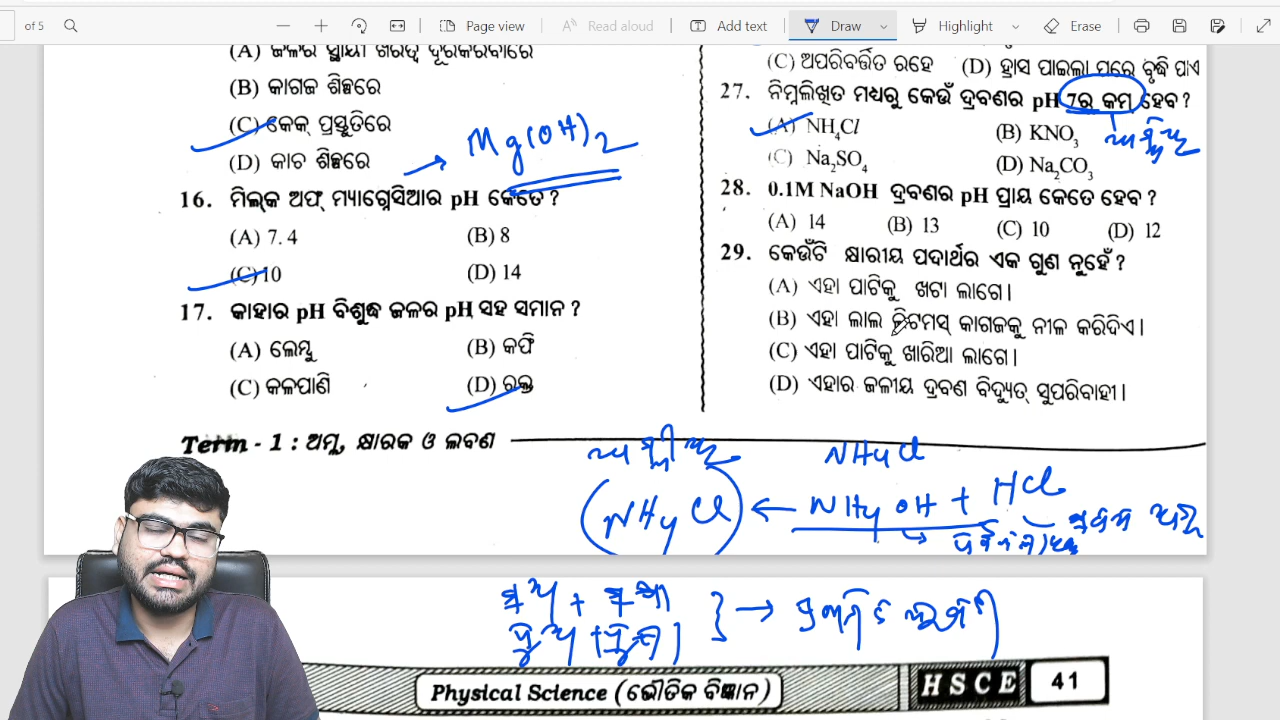 of 5 Page view Read aloud Add text Draw Highlight Erase
(A) ଜଳର ସ୍ଥାୟୀ ଖରତ୍ୱ ଦୂରକରିବାରେ
(B) କାଗଜ ଶିଳ୍ପରେ
(C) କେକ୍ ପ୍ରସ୍ତୁତିରେ
(D) କାଚ ଶିଳ୍ପରେ
Mg(OH)2
16. ମିଲ୍‌କ ଅଫ୍ ମ୍ୟାଗ୍ନେସିଆର pH କେତେ ?
(A) 7.4 (B) 8
(C) 10 (D) 14
17. କାହାର pH ବିଶୁଦ୍ଧ ଜଳର pH ସହ ସମାନ ?
(A) ଲେମ୍ବୁ (B) କଫି
(C) କଳପାଣି (D) ରକ୍ତ
(C) ଅପରିବର୍ତ୍ତିତ ରହେ (D) ହ୍ରାସ ପାଇଲା ପରେ ବୃଦ୍ଧି ପାଏ
27. ନିମ୍ନଲିଖିତ ମଧ୍ୟରୁ କେଉଁ ଦ୍ରବଣର pH 7ର କମ୍ ହେବ ?
(A) NH₄Cl (B) KNO₃
(C) Na₂SO₄ (D) Na₂CO₃
28. 0.1M NaOH ଦ୍ରବଣର pH ପ୍ରାୟ କେତେ ହେବ ?
(A) 14 (B) 13 (C) 10 (D) 12
29. କେଉଁଟି କ୍ଷାରୀୟ ପଦାର୍ଥର ଏକ ଗୁଣ ନୁହେଁ ?
(A) ଏହା ପାଟିକୁ ଖଟା ଲାଗେ।
(B) ଏହା ଲାଲ ଲିଟମସ୍ କାଗଜକୁ ନୀଳ କରିଦିଏ।
(C) ଏହା ପାଟିକୁ ଖାରିଆ ଲାଗେ।
(D) ଏହାର ଜଳୀୟ ଦ୍ରବଣ ବିଦ୍ୟୁତ୍ ସୁପରିବାହୀ।
Term - 1 : ଅମ୍ଳ, କ୍ଷାରକ ଓ ଲବଣ
NH4Cl
(NH4Cl) ← NH4OH + HCl
Physical Science (ଭୌତିକ ବିଜ୍ଞାନ) HSCE 41